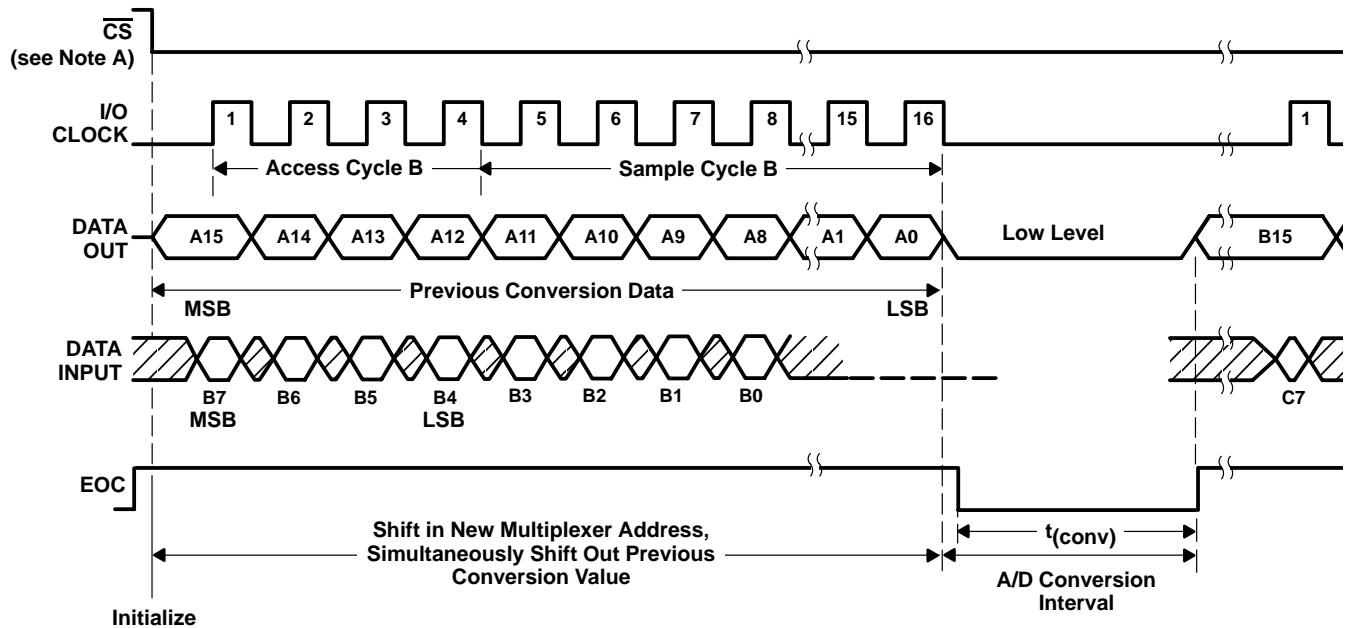 CS
(see Note A)
I/O
CLOCK
1 2 3 4 5 6 7 8 15 16 1
Access Cycle B Sample Cycle B
DATA
OUT
A15 A14 A13 A12 A11 A10 A9 A8 A1 A0 Low Level B15
Previous Conversion Data
MSB LSB
DATA
INPUT
B7 B6 B5 B4 B3 B2 B1 B0 C7
MSB LSB
EOC
Shift in New Multiplexer Address,
Simultaneously Shift Out Previous
Conversion Value
t(conv)
A/D Conversion
Interval
Initialize